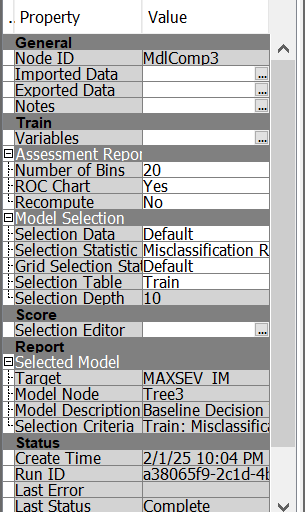 . Property Value
General
Node ID MdlComp3
Imported Data ...
Exported Data ...
Notes ...
Train
Variables ...
Assessment Repor
Number of Bins 20
ROC Chart Yes
Recompute No
Model Selection
Selection Data Default
Selection Statistic Misclassification R
Grid Selection Stat Default
Selection Table Train
Selection Depth 10
Score
Selection Editor ...
Report
Selected Model
Target MAXSEV_IM
Model Node Tree3
Model Description Baseline Decision
Selection Criteria Train: Misclassifica
Status
Create Time 2/1/25 10:04 PM
Run ID a38065f9-2c1d-4b
Last Error
Last Status Complete